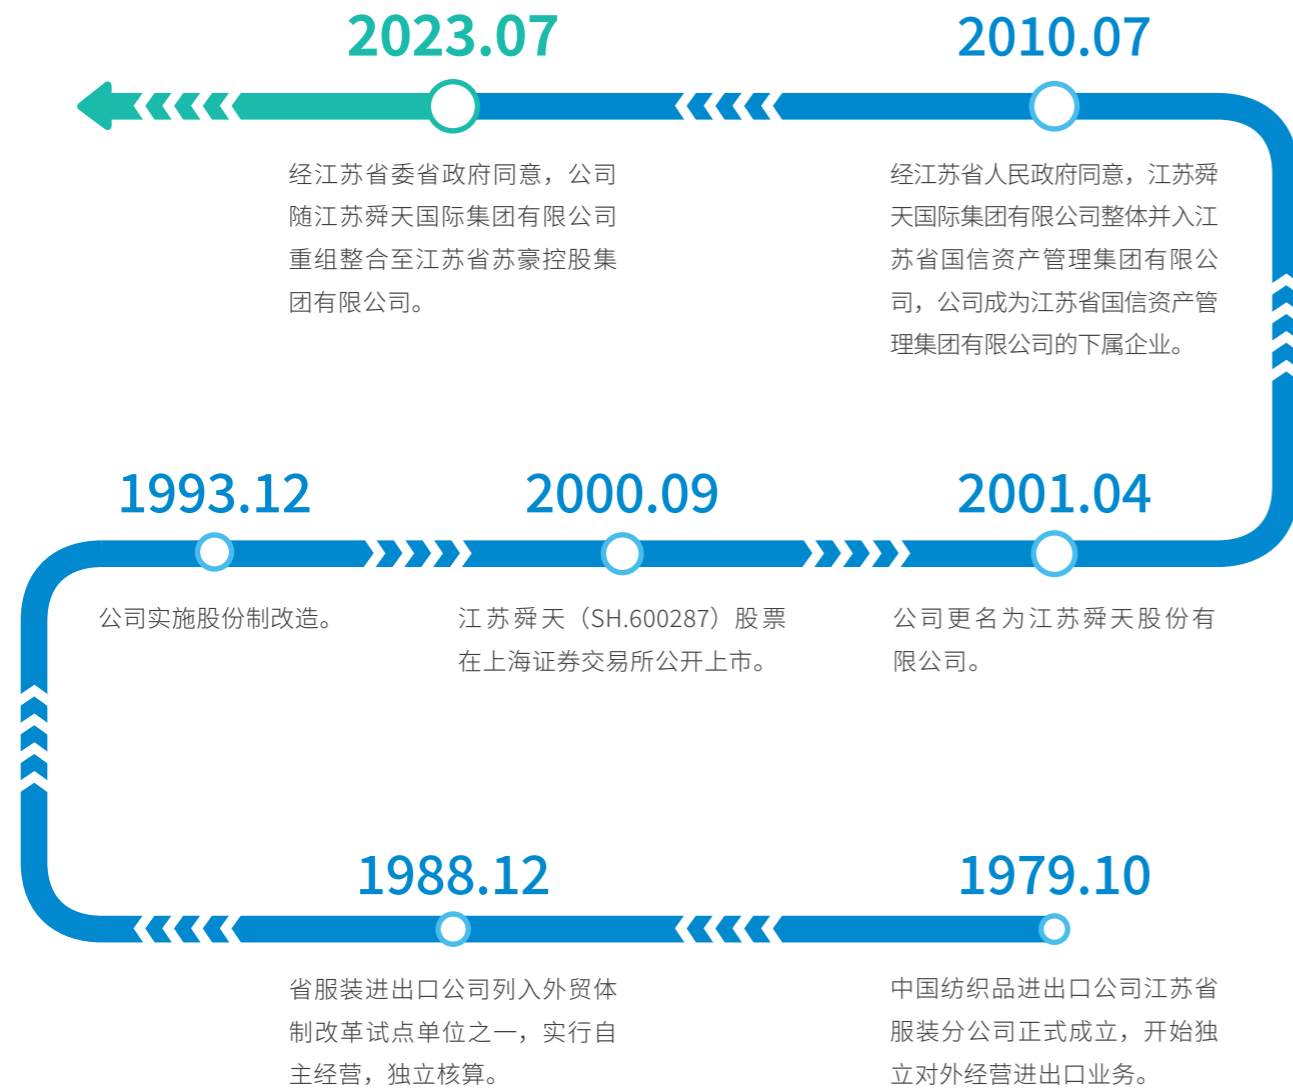 2023.07
经江苏省委省政府同意，公司
随江苏舜天国际集团有限公司
重组整合至江苏省苏豪控股集
团有限公司。
2010.07
经江苏省人民政府同意，江苏舜
天国际集团有限公司整体并入江
苏省国信资产管理集团有限公
司，公司成为江苏省国信资产管
理集团有限公司的下属企业。
1993.12
公司实施股份制改造。
2000.09
江苏舜天（SH.600287）股票
在上海证券交易所公开上市。
2001.04
公司更名为江苏舜天股份有
限公司。
1988.12
省服装进出口公司列入外贸体
制改革试点单位之一，实行自
主经营，独立核算。
1979.10
中国纺织品进出口公司江苏省
服装分公司正式成立，开始独
立对外经营进出口业务。